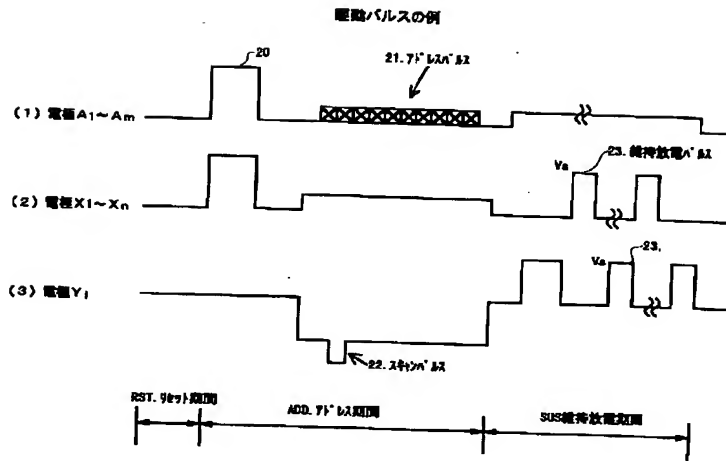 駆動パルスの例
20
21.アドレスパルス
(1) 電極A1〜Am
23.維持放電パルス
Vs
(2) 電極X1〜Xn
Vs
23.
(3) 電極Yj
22.スキャンパルス
RST.リセット期間
ADD.アドレス期間
SUS維持放電期間